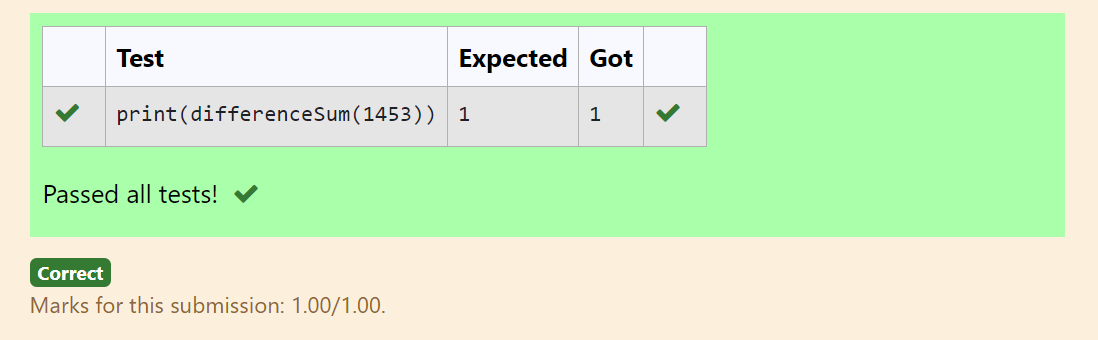 Test Expected Got
print(differenceSum(1453)) 1 1
Passed all tests!
Correct
Marks for this submission: 1.00/1.00.